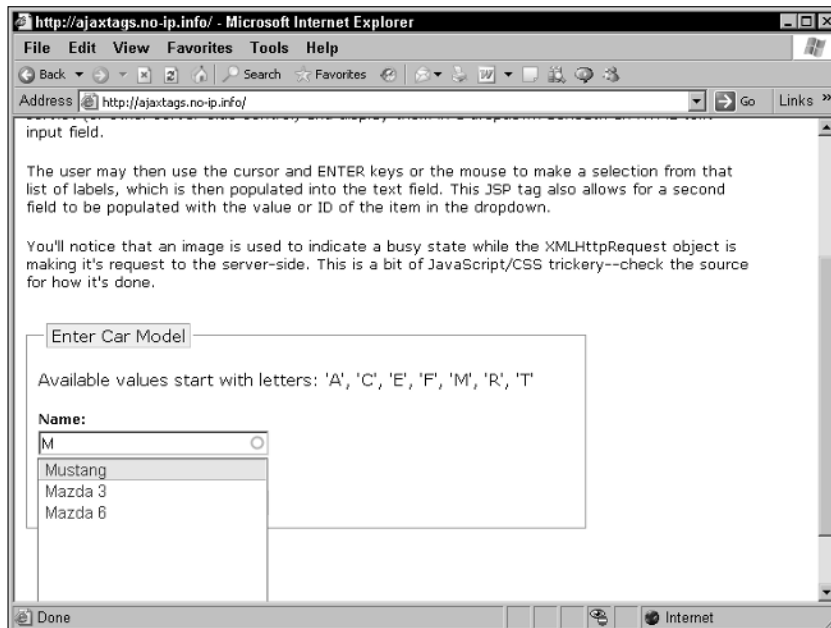 http://ajaxtags.no-ip.info/ - Microsoft Internet Explorer
File Edit View Favorites Tools Help
Back Search Favorites
Address http://ajaxtags.no-ip.info/ Go Links »
input field.
The user may then use the cursor and ENTER keys or the mouse to make a selection from that
list of labels, which is then populated into the text field. This JSP tag also allows for a second
field to be populated with the value or ID of the item in the dropdown.
You'll notice that an image is used to indicate a busy state while the XMLHttpRequest object is
making it's request to the server-side. This is a bit of JavaScript/CSS trickery--check the source
for how it's done.
Enter Car Model
Available values start with letters: 'A', 'C', 'E', 'F', 'M', 'R', 'T'
Name:
M
Mustang
Mazda 3
Mazda 6
Done Internet